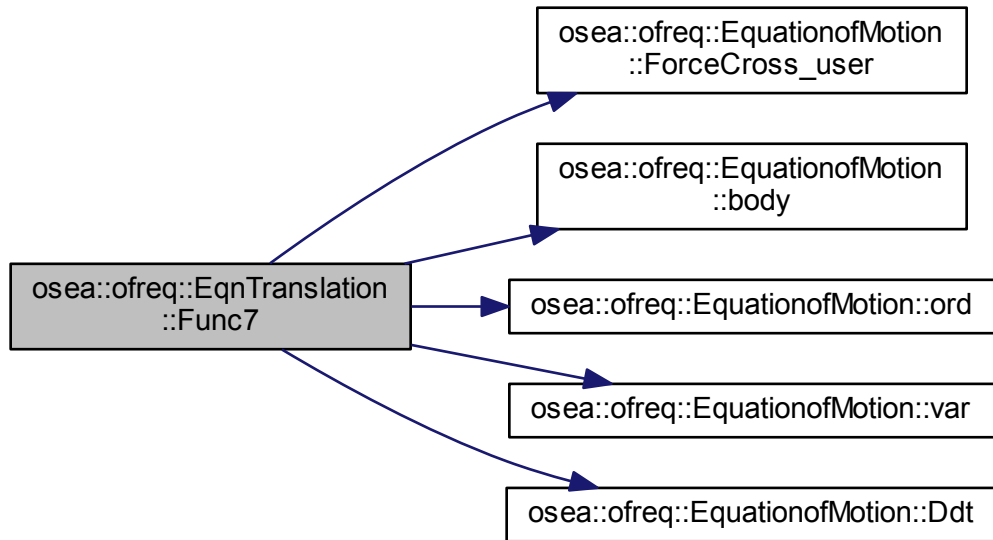 osea::ofreq::EquationofMotion
::ForceCross_user
osea::ofreq::EquationofMotion
::body
osea::ofreq::EqnTranslation
::Func7
osea::ofreq::EquationofMotion::ord
osea::ofreq::EquationofMotion::var
osea::ofreq::EquationofMotion::Ddt